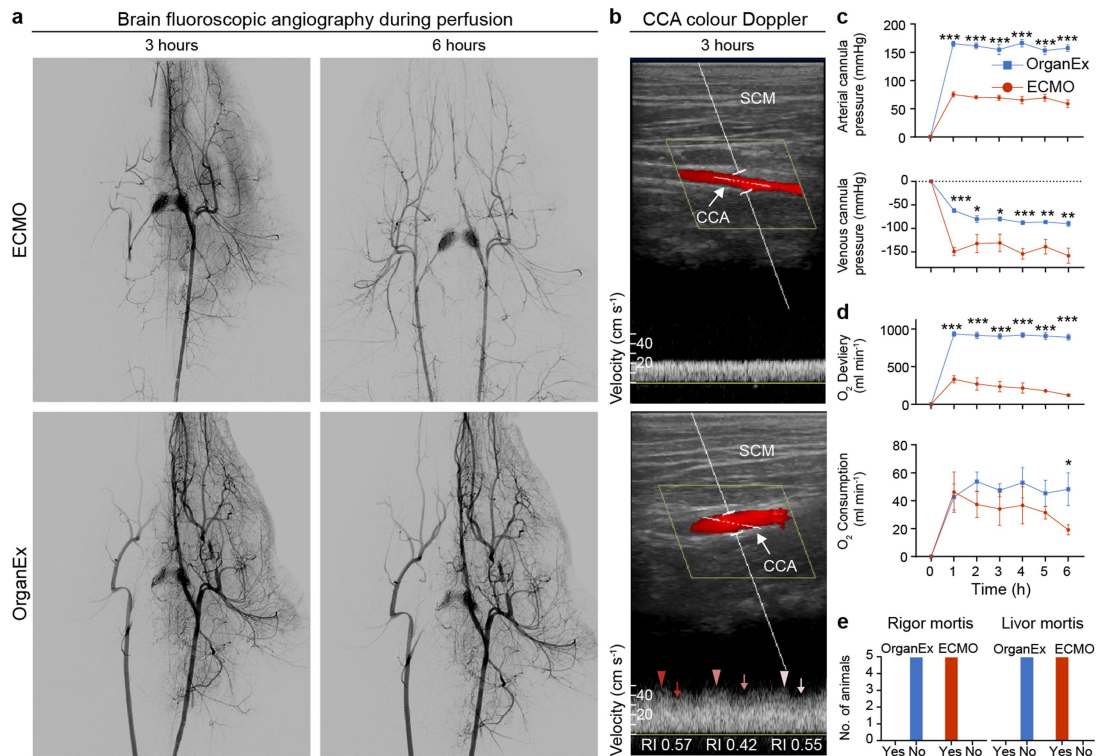 a
Brain fluoroscopic angiography during perfusion
3 hours
6 hours
ECMO
OrganEx
b
CCA colour Doppler
3 hours
SCM
CCA
Velocity (cm s⁻¹)
40
20
SCM
CCA
Velocity (cm s⁻¹)
40
20
RI 0.57 RI 0.42 RI 0.55
c
Arterial cannula
pressure (mmHg)
200
150
100
50
0
*** *** *** *** *** ***
OrganEx
ECMO
Venous cannula
pressure (mmHg)
0
-50
-100
-150
*** * * *** ** **
d
O₂ Devliery
(ml min⁻¹)
1000
500
0
*** *** *** *** *** ***
O₂ Consumption
(ml min⁻¹)
80
60
40
20
0
*
0 1 2 3 4 5 6
Time (h)
e
Rigor mortis
Livor mortis
OrganEx ECMO
OrganEx ECMO
No. of animals
5
4
3
2
1
0
Yes No Yes No
Yes No Yes No